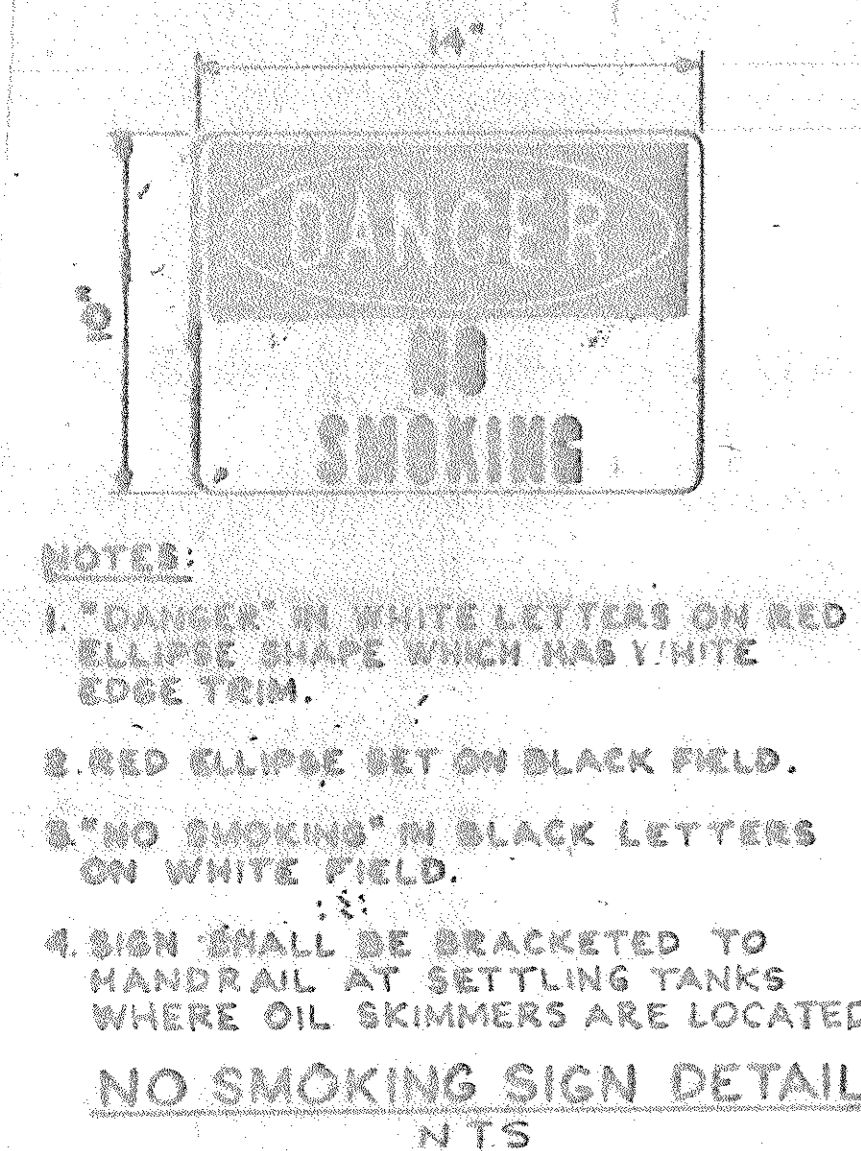 14"
10"
DANGER
NO
SMOKING
NOTES:
1. "DANGER" IN WHITE LETTERS ON RED
ELLIPSE SHAPE WHICH HAS WHITE
EDGE TRIM.
2. RED ELLIPSE SET ON BLACK FIELD.
3. "NO SMOKING" IN BLACK LETTERS
ON WHITE FIELD.
4. SIGN SHALL BE BRACKETED TO
HANDRAIL AT SETTLING TANKS
WHERE OIL SKIMMERS ARE LOCATED
NO SMOKING SIGN DETAIL
NTS